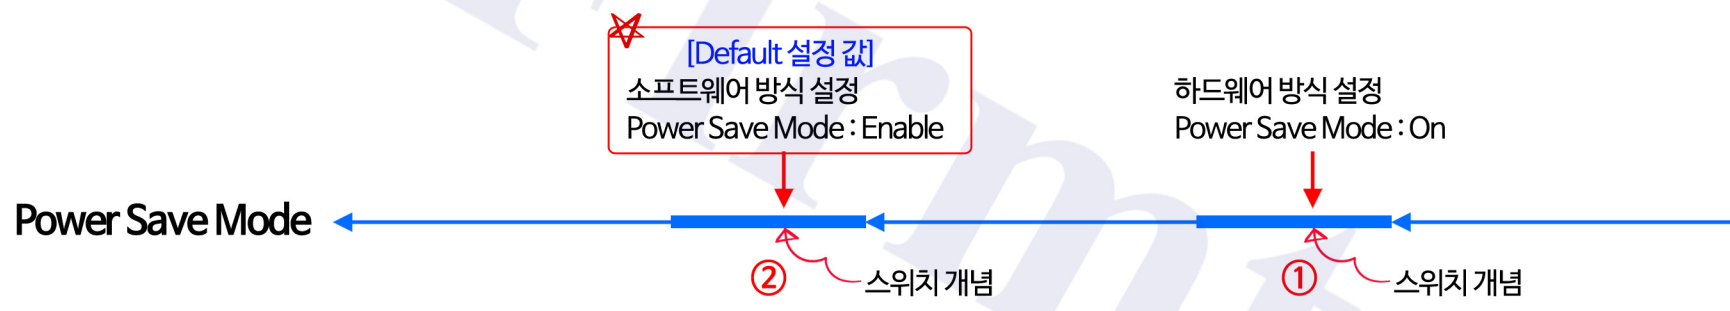 [Default 설정 값]
소프트웨어 방식 설정
Power Save Mode : Enable
하드웨어 방식 설정
Power Save Mode : On
Power Save Mode
② 스위치 개념
① 스위치 개념